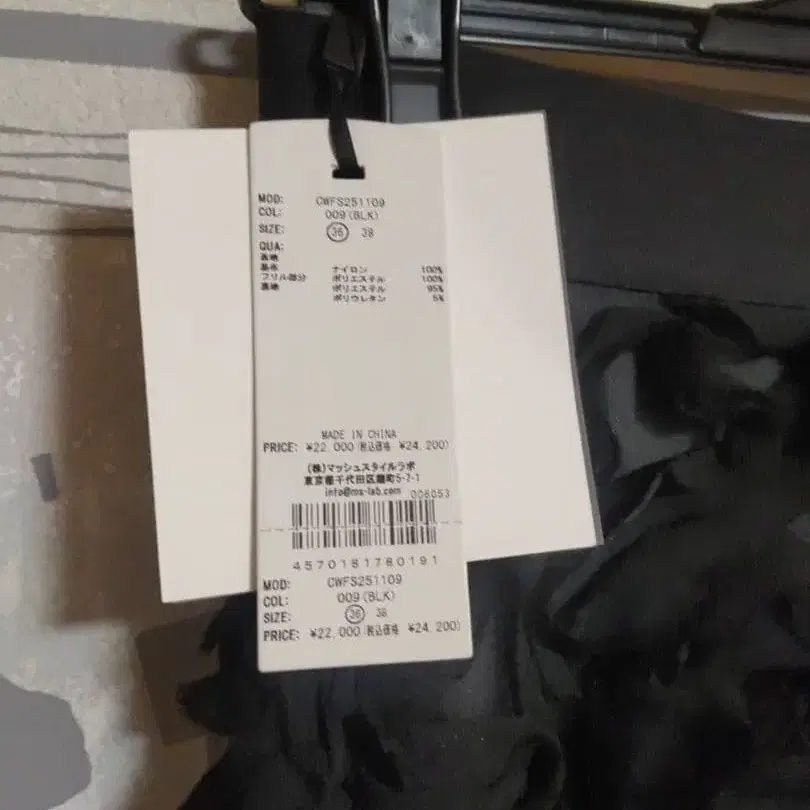 MOD: CWFS251109
COL: 009(BLK)
SIZE: 36 38
QUA:
表地
基布 ナイロン 100%
フリル部分 ポリエステル 100%
裏地 ポリエステル 95%
ポリウレタン 5%
MADE IN CHINA
PRICE: ¥22,000(税込価格 ¥24,200)
(株)マッシュスタイルラボ
東京都千代田区麹町5-7-1
info@ms-lab.com 006053
4570181780191
MOD: CWFS251109
COL: 009(BLK)
SIZE: 36 38
PRICE: ¥22,000(税込価格 ¥24,200)